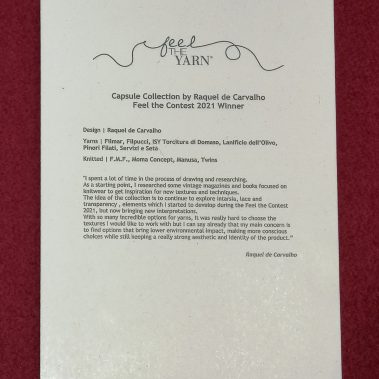 feel
THE
YARN
Capsule Collection by Raquel de Carvalho
Feel the Contest 2021 Winner
Design | Raquel de Carvalho
Yarns | Filmar, Filpucci, ISY Torcitura di Domaso, Lanificio dell'Olivo,
Pinori Filati, Servizi e Seta
Knitted | F.M.F., Moma Concept, Manusa, Twins
"I spent a lot of time in the process of drawing and researching.
As a starting point, I researched some vintage magazines and books focused on
knitwear to get inspiration for new textures and techniques.
The idea of the collection is to continue to explore intarsia, lace and
transparency , elements which I started to develop during the Feel the Contest
2021, but now bringing new interpretations.
With so many incredible options for yarns, it was really hard to choose the
textures I would like to work with but I can say already that my main concern is
to find options that bring lower environmental impact, making more conscious
choices while still keeping a really strong aesthetic and identity of the product."
Raquel de Carvalho